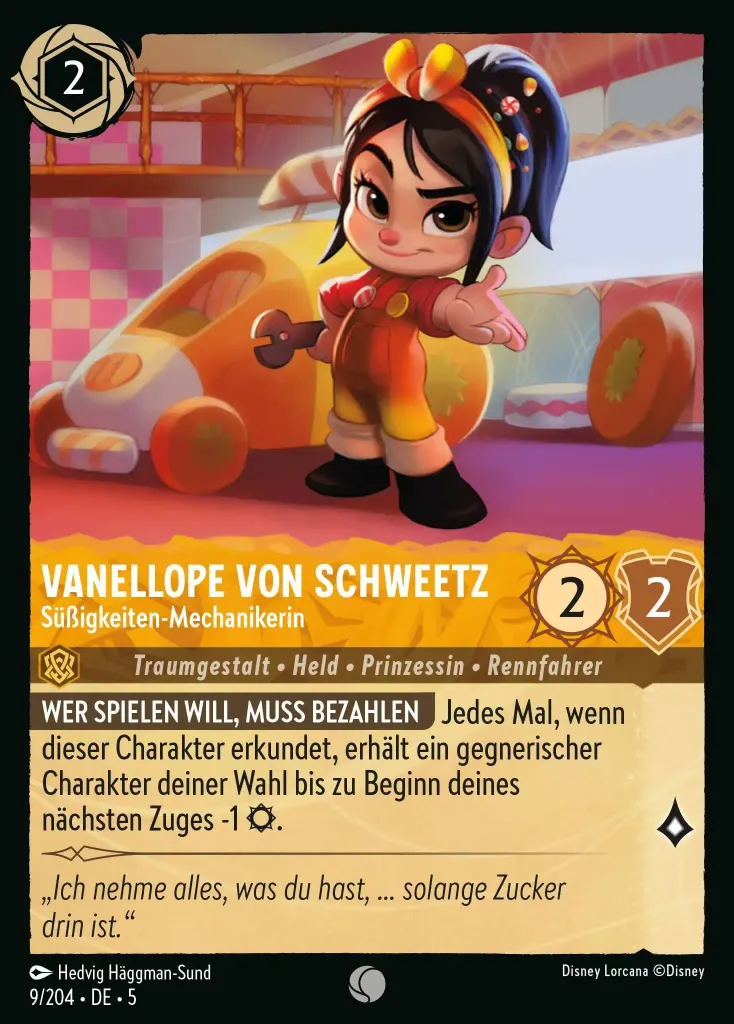 2
VANELLOPE VON SCHWEETZ
Süßigkeiten-Mechanikerin
2
2
Traumgestalt • Held • Prinzessin • Rennfahrer
WER SPIELEN WILL, MUSS BEZAHLEN Jedes Mal, wenn
dieser Charakter erkundet, erhält ein gegnerischer
Charakter deiner Wahl bis zu Beginn deines
nächsten Zuges -1 .
„Ich nehme alles, was du hast, ... solange Zucker
drin ist.“
Hedvig Häggman-Sund
Disney Lorcana ©Disney
9/204 • DE • 5